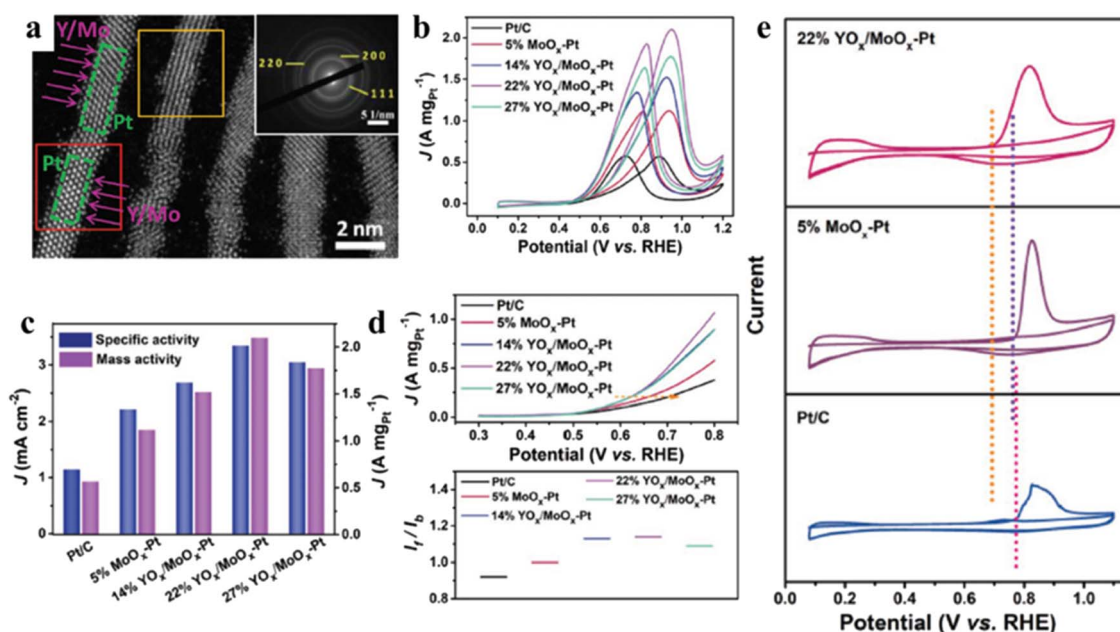 a
Y/Mo
Pt
Pt
Y/Mo
220
200
111
5 1/nm
2 nm
b
Pt/C
5% MoOx-Pt
14% YOx/MoOx-Pt
22% YOx/MoOx-Pt
27% YOx/MoOx-Pt
J (A mgPt-1)
2.0
1.5
1.0
0.5
0.0
0.0 0.2 0.4 0.6 0.8 1.0 1.2
Potential (V vs. RHE)
c
Specific activity
Mass activity
J (mA cm-2)
3
2
1
0
J (A mgPt-1)
2.0
1.5
1.0
0.5
0.0
Pt/C
5% MoOx-Pt
14% YOx/MoOx-Pt
22% YOx/MoOx-Pt
27% YOx/MoOx-Pt
d
Pt/C
5% MoOx-Pt
14% YOx/MoOx-Pt
22% YOx/MoOx-Pt
27% YOx/MoOx-Pt
J (A mgPt-1)
1.0
0.5
0.0
0.3 0.4 0.5 0.6 0.7 0.8
Potential (V vs. RHE)
Pt/C
5% MoOx-Pt
14% YOx/MoOx-Pt
22% YOx/MoOx-Pt
27% YOx/MoOx-Pt
If / Ib
1.4
1.2
1.0
0.8
e
22% YOx/MoOx-Pt
5% MoOx-Pt
Pt/C
Current
0.0 0.2 0.4 0.6 0.8 1.0
Potential (V vs. RHE)